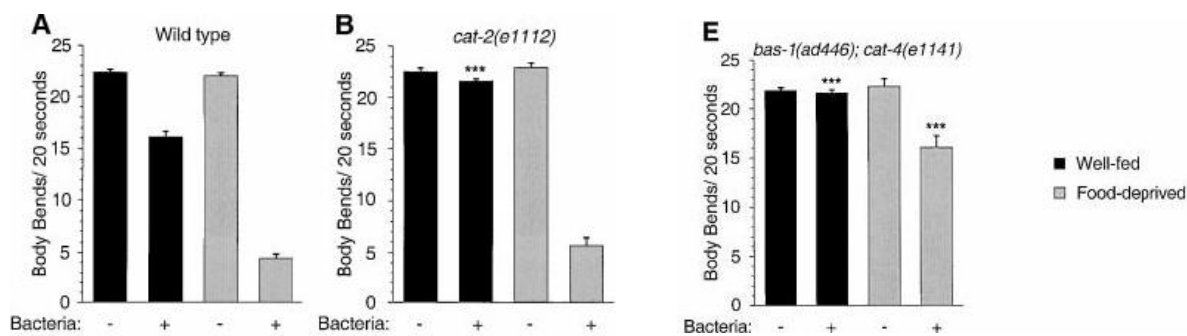 A
Wild type
Body Bends/ 20 seconds
25
20
15
10
5
0
Bacteria: - + - +
B
cat-2(e1112)
Body Bends/ 20 seconds
25
20
15
10
5
0
***
Bacteria: - + - +
E
bas-1(ad446); cat-4(e1141)
Body Bends/ 20 seconds
25
20
15
10
5
0
***
***
Bacteria: - + - +
Well-fed
Food-deprived